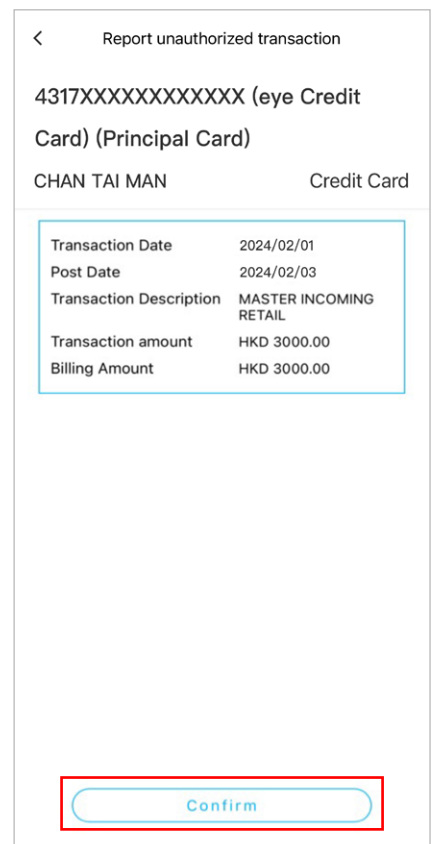 Report unauthorized transaction
4317XXXXXXXXXXXX (eye Credit
Card) (Principal Card)
CHAN TAI MAN Credit Card
Transaction Date 2024/02/01
Post Date 2024/02/03
Transaction Description MASTER INCOMING
RETAIL
Transaction amount HKD 3000.00
Billing Amount HKD 3000.00
Confirm